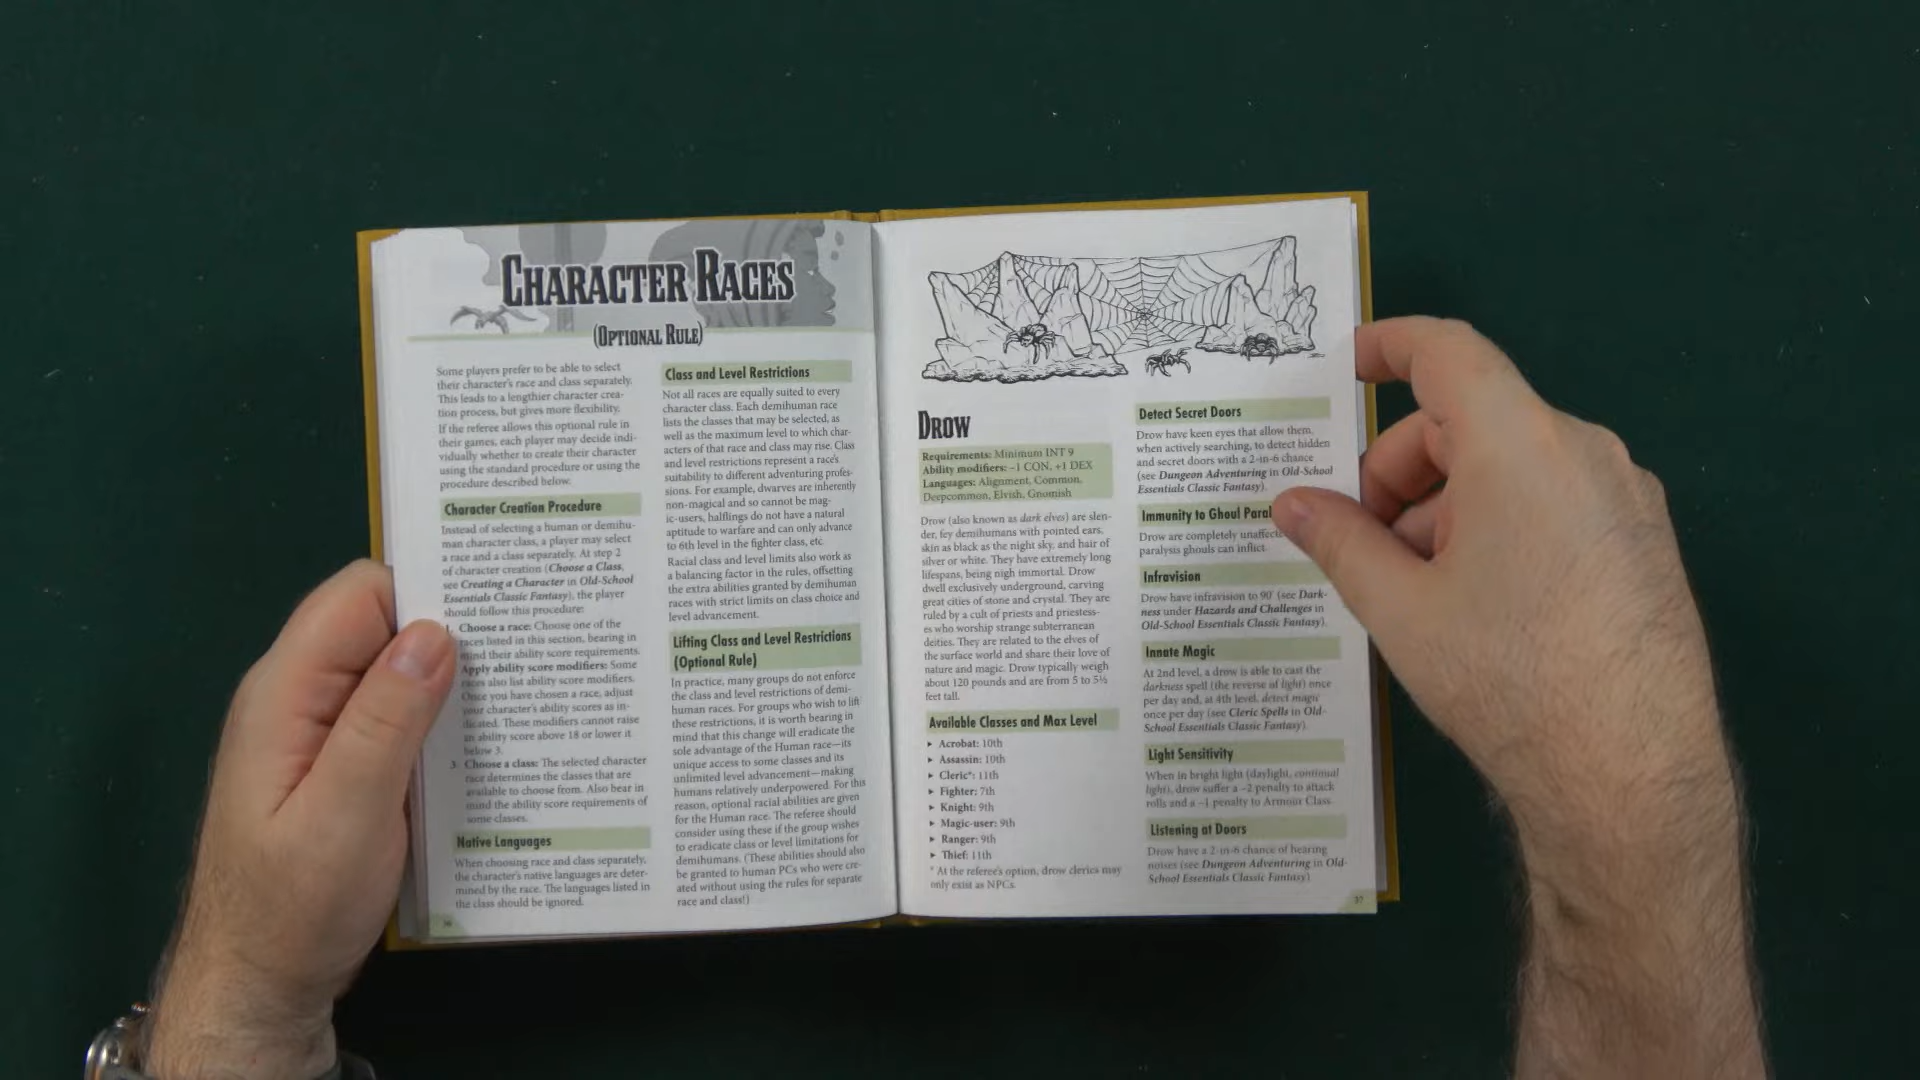 CHARACTER RACES
(OPTIONAL RULE)
Some players prefer to be able to select
their character's race and class separately.
This leads to a lengthier character crea-
tion process, but gives more flexibility.
If the referee allows this optional rule in
their games, each player may decide indi-
vidually whether to create their character
using the standard procedure or using the
procedure described below.
Character Creation Procedure
Instead of selecting a human or demihu-
man character class, a player may select
a race and a class separately. At step 2
of character creation (Choose a Class,
see Creating a Character in Old-School
Essentials Classic Fantasy), the player
should follow this procedure:
1. Choose a race: Choose one of the
races listed in this section, bearing in
mind their ability score requirements.
Apply ability score modifiers: Some
races also list ability score modifiers.
Once you have chosen a race, adjust
your character's ability scores as in-
dicated. These modifiers cannot raise
an ability score above 18 or lower it
below 3.
3. Choose a class: The selected character
race determines the classes that are
available to choose from. Also bear in
mind the ability score requirements of
some classes.
Native Languages
When choosing race and class separately,
the character's native languages are deter-
mined by the race. The languages listed in
the class should be ignored.
36
Class and Level Restrictions
Not all races are equally suited to every
character class. Each demihuman race
lists the classes that may be selected, as
well as the maximum level to which char-
acters of that race and class may rise. Class
and level restrictions represent a race's
suitability to different adventuring profes-
sions. For example, dwarves are inherently
non-magical and so cannot be mag-
ic-users, halflings do not have a natural
aptitude to warfare and can only advance
to 6th level in the fighter class, etc.
Racial class and level limits also work as
a balancing factor in the rules, offsetting
the extra abilities granted by demihuman
races with strict limits on class choice and
level advancement.
Lifting Class and Level Restrictions
(Optional Rule)
In practice, many groups do not enforce
the class and level restrictions of demi-
human races. For groups who wish to lift
these restrictions, it is worth bearing in
mind that this change will eradicate the
sole advantage of the Human race—its
unique access to some classes and its
unlimited level advancement—making
humans relatively underpowered. For this
reason, optional racial abilities are given
for the Human race. The referee should
consider using these if the group wishes
to eradicate class or level limitations for
demihumans. (These abilities should also
be granted to human PCs who were cre-
ated without using the rules for separate
race and class!)
DROW
Requirements: Minimum INT 9
Ability modifiers: –1 CON, +1 DEX
Languages: Alignment, Common,
Deepcommon, Elvish, Gnomish
Drow (also known as dark elves) are slen-
der, fey demihumans with pointed ears,
skin as black as the night sky, and hair of
silver or white. They have extremely long
lifespans, being nigh immortal. Drow
dwell exclusively underground, carving
great cities of stone and crystal. They are
ruled by a cult of priests and priestess-
es who worship strange subterranean
deities. They are related to the elves of
the surface world and share their love of
nature and magic. Drow typically weigh
about 120 pounds and are from 5 to 5½
feet tall.
Available Classes and Max Level
▶ Acrobat: 10th
▶ Assassin: 10th
▶ Cleric*: 11th
▶ Fighter: 7th
▶ Knight: 9th
▶ Magic-user: 9th
▶ Ranger: 9th
▶ Thief: 11th
* At the referee's option, drow clerics may
only exist as NPCs.
Detect Secret Doors
Drow have keen eyes that allow them,
when actively searching, to detect hidden
and secret doors with a 2-in-6 chance
(see Dungeon Adventuring in Old-School
Essentials Classic Fantasy).
Immunity to Ghoul Paral
Drow are completely unaffecte
paralysis ghouls can inflict.
Infravision
Drow have infravision to 90' (see Dark-
ness under Hazards and Challenges in
Old-School Essentials Classic Fantasy).
Innate Magic
At 2nd level, a drow is able to cast the
darkness spell (the reverse of light) once
per day and, at 4th level, detect magic
once per day (see Cleric Spells in Old-
School Essentials Classic Fantasy).
Light Sensitivity
When in bright light (daylight, continual
light), drow suffer a –2 penalty to attack
rolls and a –1 penalty to Armour Class.
Listening at Doors
Drow have a 2-in-6 chance of hearing
noises (see Dungeon Adventuring in Old-
School Essentials Classic Fantasy).
37